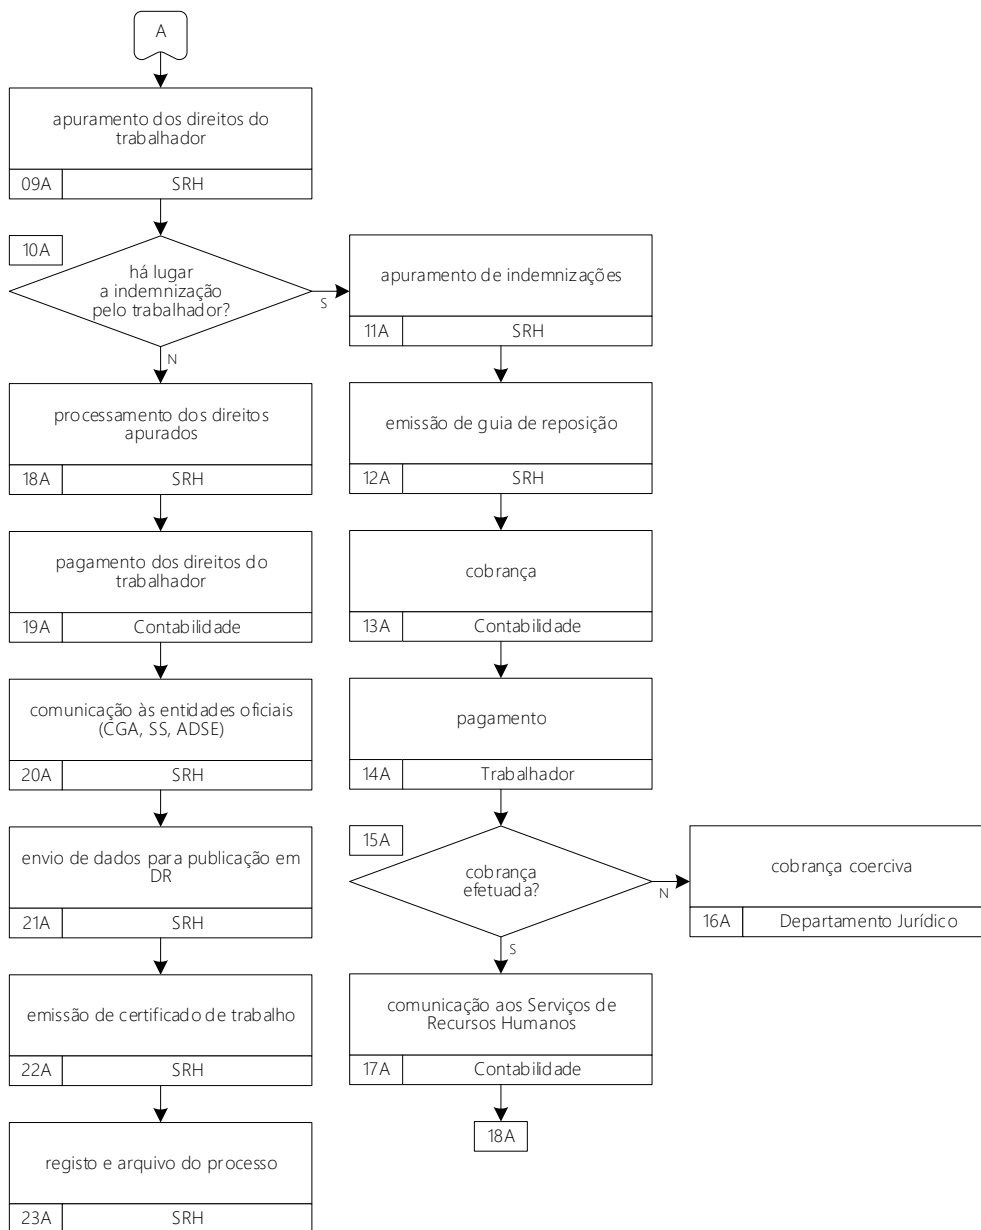 A
apuramento dos direitos do
trabalhador
09A SRH
10A
há lugar
a indemnização
pelo trabalhador?
S
N
apuramento de indemnizações
11A SRH
processamento dos direitos
apurados
18A SRH
emissão de guia de reposição
12A SRH
pagamento dos direitos do
trabalhador
19A Contabilidade
cobrança
13A Contabilidade
comunicação às entidades oficiais
(CGA, SS, ADSE)
20A SRH
pagamento
14A Trabalhador
envio de dados para publicação em
DR
21A SRH
15A
cobrança
efetuada?
N
S
cobrança coerciva
16A Departamento Jurídico
emissão de certificado de trabalho
22A SRH
comunicação aos Serviços de
Recursos Humanos
17A Contabilidade
18A
registo e arquivo do processo
23A SRH